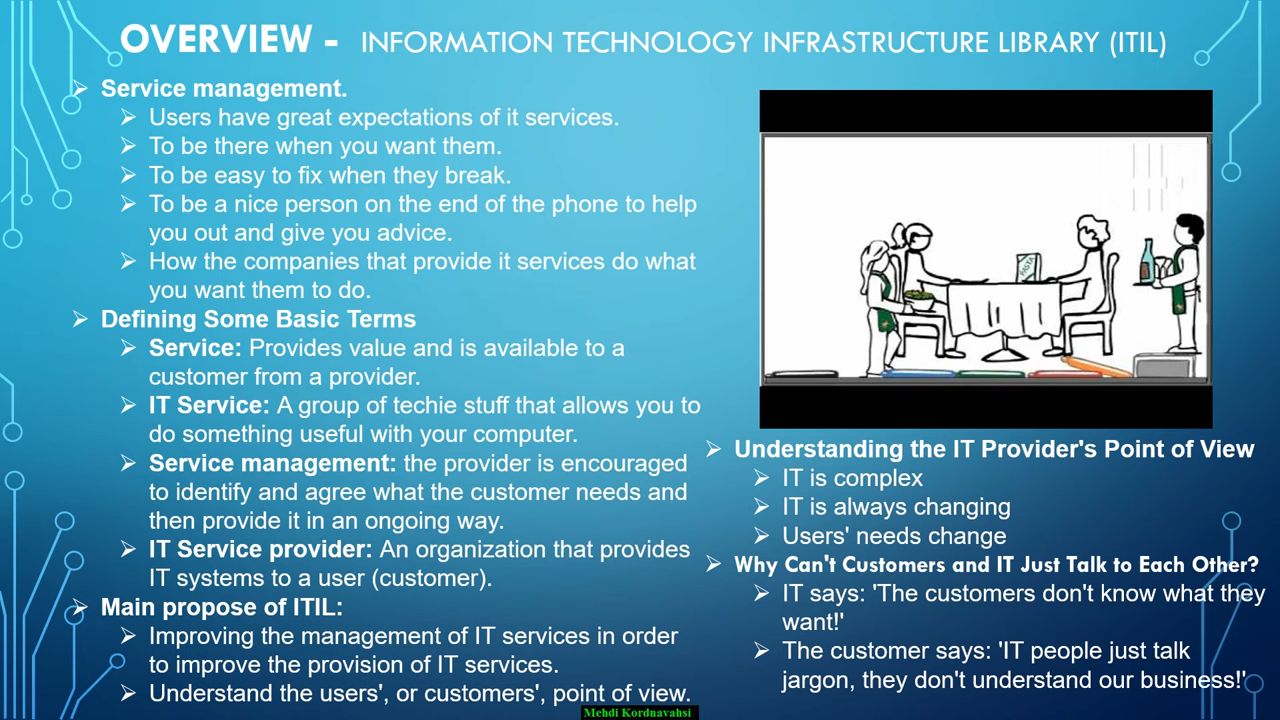 OVERVIEW - INFORMATION TECHNOLOGY INFRASTRUCTURE LIBRARY (ITIL)
Service management.
Users have great expectations of it services.
To be there when you want them.
To be easy to fix when they break.
To be a nice person on the end of the phone to help
you out and give you advice.
How the companies that provide it services do what
you want them to do.
Defining Some Basic Terms
Service: Provides value and is available to a
customer from a provider.
IT Service: A group of techie stuff that allows you to
do something useful with your computer.
Service management: the provider is encouraged
to identify and agree what the customer needs and
then provide it in an ongoing way.
IT Service provider: An organization that provides
IT systems to a user (customer).
Main propose of ITIL:
Improving the management of IT services in order
to improve the provision of IT services.
Understand the users', or customers', point of view.
PASTA
Understanding the IT Provider's Point of View
IT is complex
IT is always changing
Users' needs change
Why Can't Customers and IT Just Talk to Each Other?
IT says: 'The customers don't know what they
want!'
The customer says: 'IT people just talk
jargon, they don't understand our business!'
Mehdi Kordnavahsi